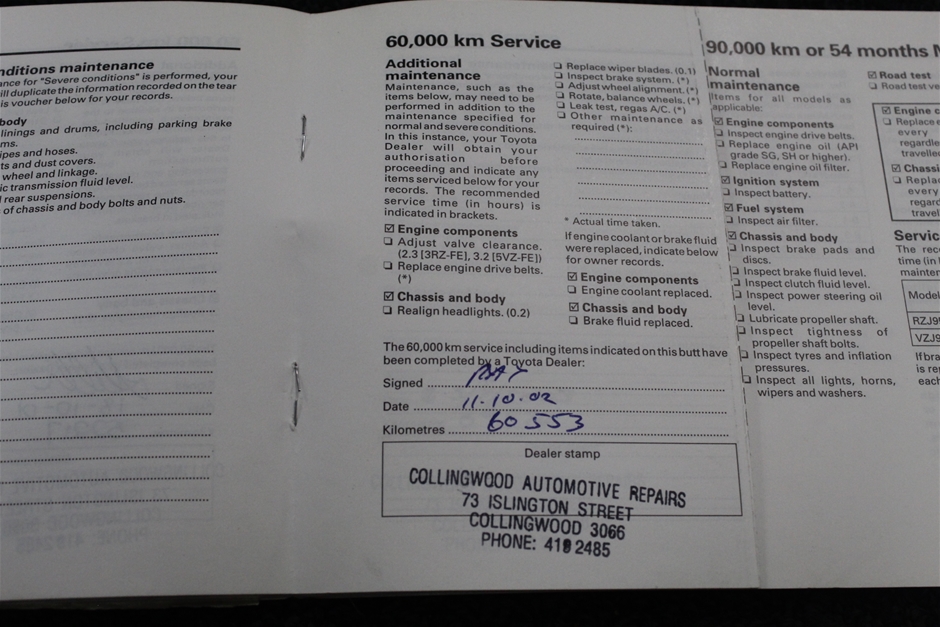 nditions maintenance
ance for "Severe conditions" is performed, your
ill duplicate the information recorded on the tear
is voucher below for your records.
body
linings and drums, including parking brake
ms.
ipes and hoses.
ts and dust covers.
wheel and linkage.
ic transmission fluid level.
rear suspensions.
of chassis and body bolts and nuts.
60,000 km Service
Additional
maintenance
Maintenance, such as the
items below, may need to be
performed in addition to the
maintenance specified for
normal and severe conditions.
In this instance, your Toyota
Dealer will obtain your
authorisation before
proceeding and indicate any
items serviced below for your
records. The recommended
service time (in hours) is
indicated in brackets.
☑ Engine components
❏ Adjust valve clearance.
(2.3 [3RZ-FE], 3.2 [5VZ-FE])
❏ Replace engine drive belts.
(*)
☑ Chassis and body
❏ Realign headlights. (0.2)
❏ Replace wiper blades. (0.1)
❏ Inspect brake system. (*)
❏ Adjust wheel alignment. (*)
❏ Rotate, balance wheels. (*)
❏ Leak test, regas A/C. (*)
❏ Other maintenance as
required (*):
* Actual time taken.
If engine coolant or brake fluid
were replaced, indicate below
for owner records.
☑ Engine components
❏ Engine coolant replaced.
☑ Chassis and body
❏ Brake fluid replaced.
The 60,000 km service including items indicated on this butt have
been completed by a Toyota Dealer:
Signed
Date 11.10.02
Kilometres 60553
Dealer stamp
COLLINGWOOD AUTOMOTIVE REPAIRS
73 ISLINGTON STREET
COLLINGWOOD 3066
PHONE: 419 2485
90,000 km or 54 months
Normal
maintenance
Items for all models as
applicable:
☑ Engine components
❏ Inspect engine drive belts.
❏ Replace engine oil (API
grade SG, SH or higher).
❏ Replace engine oil filter.
☑ Ignition system
❏ Inspect battery.
☑ Fuel system
❏ Inspect air filter.
☑ Chassis and body
❏ Inspect brake pads and
discs.
❏ Inspect brake fluid level.
❏ Inspect clutch fluid level.
❏ Inspect power steering oil
level.
❏ Lubricate propeller shaft.
❏ Inspect tightness of
propeller shaft bolts.
❏ Inspect tyres and inflation
pressures.
❏ Inspect all lights, horns,
wipers and washers.
☑ Road test
❏ Road test ve
☑ Engine c
❏ Replace e
every
regardle
travelle
☑ Chassi
❏ Replac
every
regard
travel
Servic
The rec
time (in
mainter
Model
RZJ9
VZJ9
If bra
is re
each